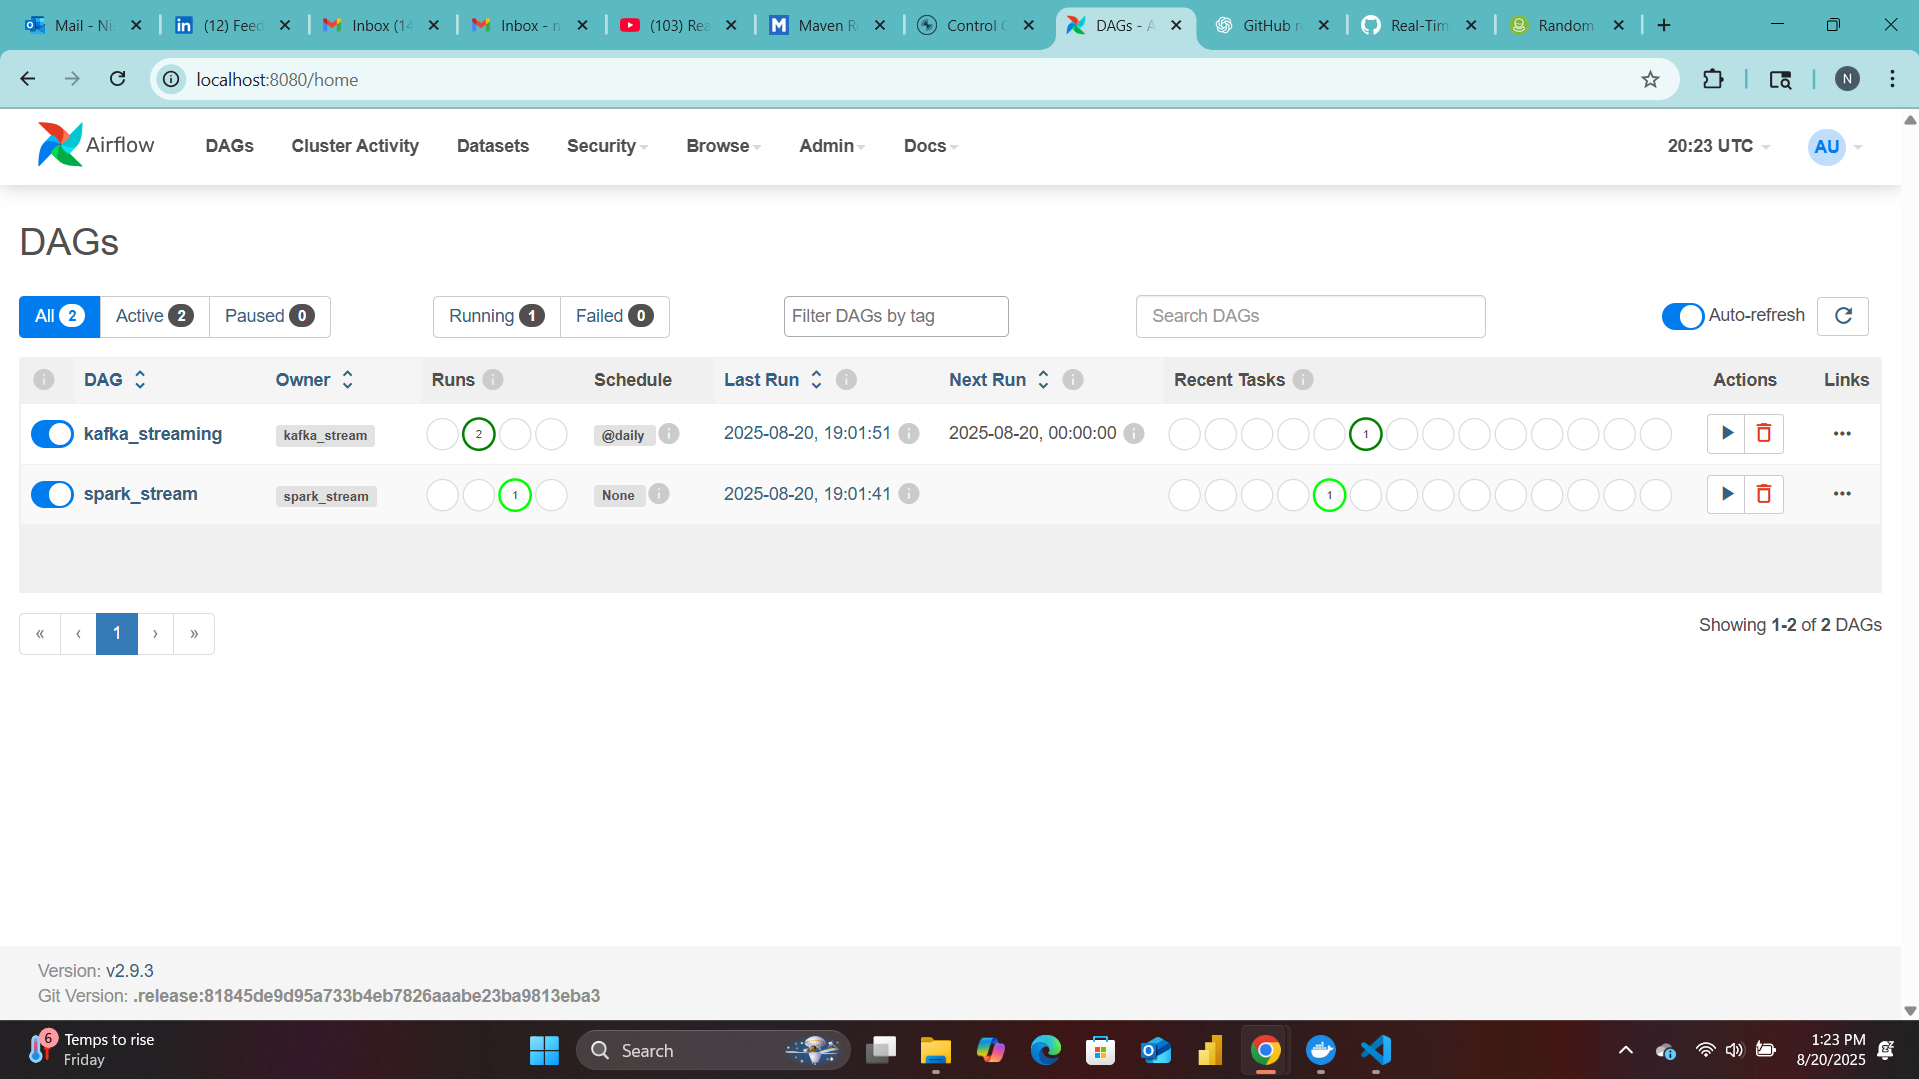 Mail - Ni
(12) Feed
Inbox (14
Inbox - n
(103) Rea
Maven R
Control C
DAGs - A
GitHub r
Real-Tim
Random
localhost:8080/home
N
Airflow
DAGs
Cluster Activity
Datasets
Security
Browse
Admin
Docs
20:23 UTC
AU
DAGs
All 2
Active 2
Paused 0
Running 1
Failed 0
Filter DAGs by tag
Search DAGs
Auto-refresh
DAG
Owner
Runs
Schedule
Last Run
Next Run
Recent Tasks
Actions
Links
kafka_streaming
kafka_stream
2
@daily
2025-08-20, 19:01:51
2025-08-20, 00:00:00
1
spark_stream
spark_stream
1
None
2025-08-20, 19:01:41
1
« ‹ 1 › »
Showing 1-2 of 2 DAGs
Version: v2.9.3
Git Version: .release:81845de9d95a733b4eb7826aaabe23ba9813eba3
6
Temps to rise
Friday
Search
1:23 PM
8/20/2025